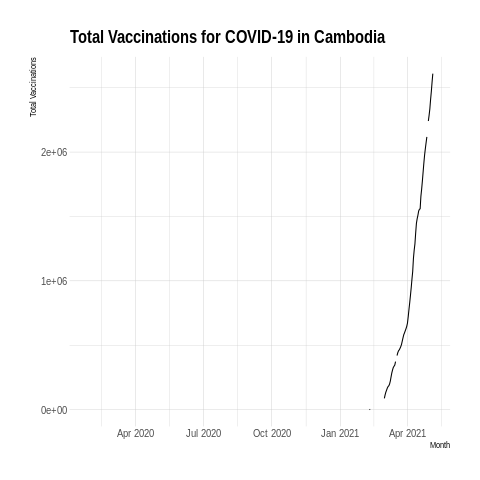 Total Vaccinations for COVID-19 in Cambodia
Total Vaccinations
2e+06
1e+06
0e+00
Apr 2020 Jul 2020 Oct 2020 Jan 2021 Apr 2021
Month